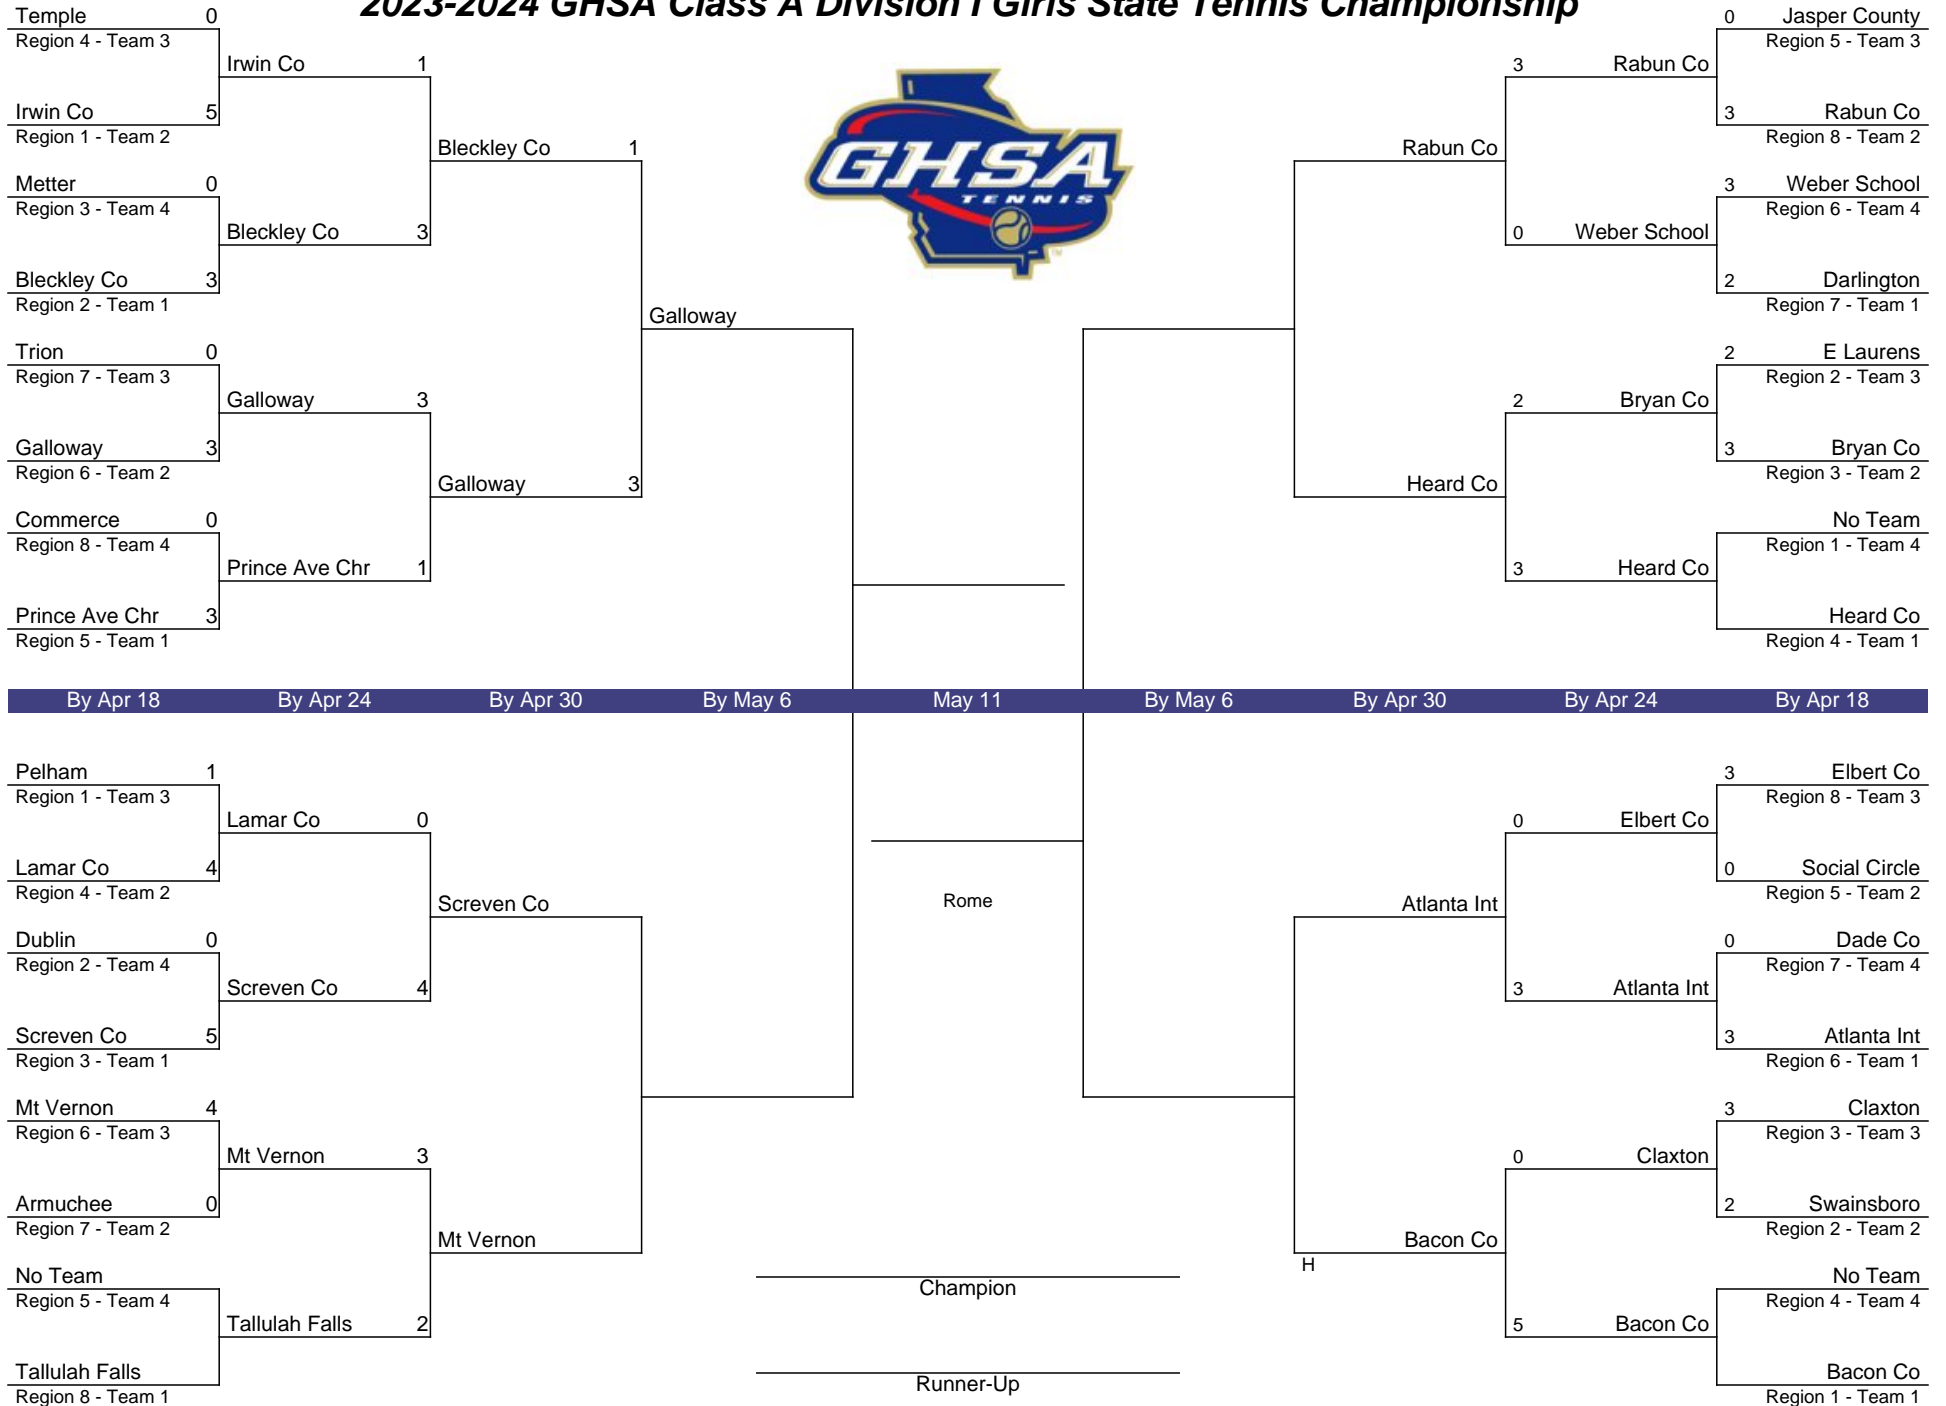 2023-2024 GHSA Class A Division I Girls State Tennis Championship
Temple 0
Region 4 - Team 3
Irwin Co 1
Irwin Co 5
Region 1 - Team 2
Bleckley Co 1
Metter 0
Region 3 - Team 4
Bleckley Co 3
Bleckley Co 3
Region 2 - Team 1
Galloway
Trion 0
Region 7 - Team 3
Galloway 3
Galloway 3
Region 6 - Team 2
Galloway 3
Commerce 0
Region 8 - Team 4
Prince Ave Chr 1
Prince Ave Chr 3
Region 5 - Team 1
GHSA
TENNIS
TM
0 Jasper County
Region 5 - Team 3
3 Rabun Co
3 Rabun Co
Region 8 - Team 2
Rabun Co
3 Weber School
Region 6 - Team 4
0 Weber School
2 Darlington
Region 7 - Team 1
2 E Laurens
Region 2 - Team 3
2 Bryan Co
3 Bryan Co
Region 3 - Team 2
Heard Co
No Team
Region 1 - Team 4
3 Heard Co
Heard Co
Region 4 - Team 1
By Apr 18 By Apr 24 By Apr 30 By May 6 May 11 By May 6 By Apr 30 By Apr 24 By Apr 18
Pelham 1
Region 1 - Team 3
Lamar Co 0
Lamar Co 4
Region 4 - Team 2
Screven Co
Dublin 0
Region 2 - Team 4
Screven Co 4
Screven Co 5
Region 3 - Team 1
Mt Vernon 4
Region 6 - Team 3
Mt Vernon 3
Armuchee 0
Region 7 - Team 2
Mt Vernon
No Team
Region 5 - Team 4
Tallulah Falls 2
Tallulah Falls
Region 8 - Team 1
Rome
Champion
Runner-Up
3 Elbert Co
Region 8 - Team 3
0 Elbert Co
0 Social Circle
Region 5 - Team 2
Atlanta Int
0 Dade Co
Region 7 - Team 4
3 Atlanta Int
3 Atlanta Int
Region 6 - Team 1
3 Claxton
Region 3 - Team 3
0 Claxton
2 Swainsboro
Region 2 - Team 2
Bacon Co
H
No Team
Region 4 - Team 4
5 Bacon Co
Bacon Co
Region 1 - Team 1